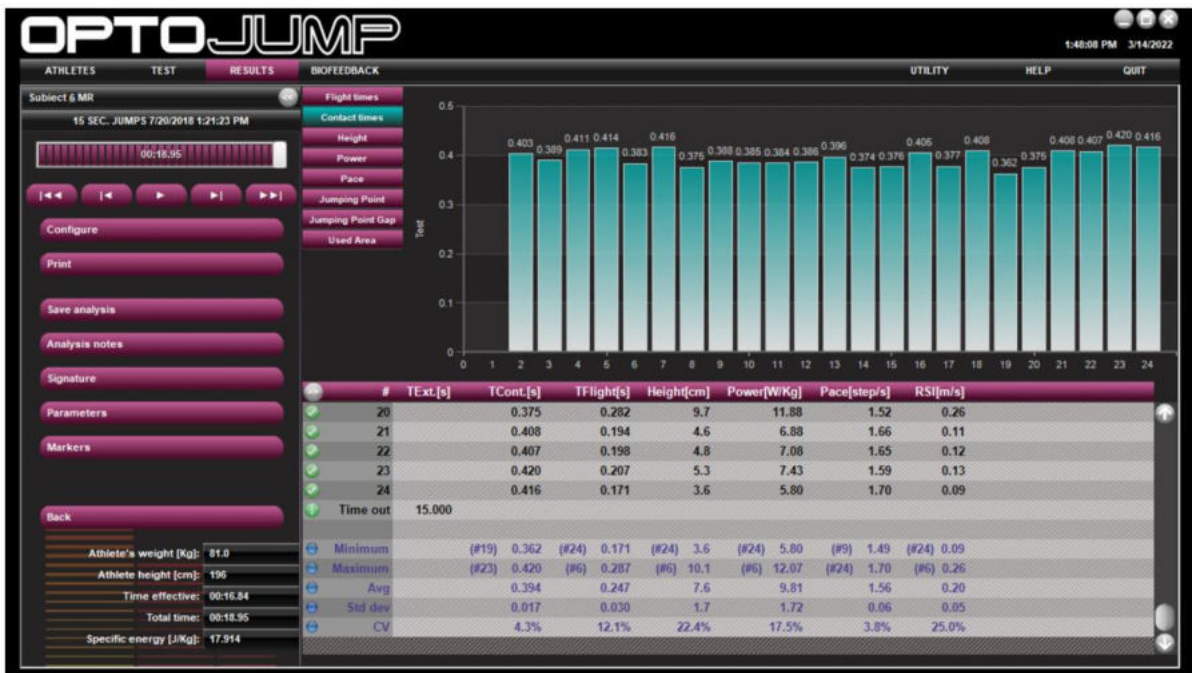 OPTOJUMP
1:48:08 PM 3/14/2022
ATHLETES TEST RESULTS BIOFEEDBACK UTILITY HELP QUIT
Subject 6 MR
15 SEC. JUMPS 7/20/2018 1:21:23 PM
00:18.95
Configure
Print
Save analysis
Analysis notes
Signature
Parameters
Markers
Back
Athlete's weight [Kg]: 81.0
Athlete height [cm]: 196
Time effective: 00:16.84
Total time: 00:18.95
Specific energy [J/Kg]: 17.914
Flight times
Contact times
Height
Power
Pace
Jumping Point
Jumping Point Gap
Used Area
Test
0.5
0.4
0.3
0.2
0.1
0
0.403 0.389 0.411 0.414 0.383 0.416 0.375 0.388 0.385 0.384 0.386 0.396 0.374 0.376 0.405 0.377 0.408 0.362 0.375 0.408 0.407 0.420 0.416
0 1 2 3 4 5 6 7 8 9 10 11 12 13 14 15 16 17 18 19 20 21 22 23 24
# TExt.[s] TCont.[s] TFlight[s] Height[cm] Power[W/Kg] Pace[step/s] RSI[m/s]
20 0.375 0.282 9.7 11.88 1.52 0.26
21 0.408 0.194 4.6 6.88 1.66 0.11
22 0.407 0.198 4.8 7.08 1.65 0.12
23 0.420 0.207 5.3 7.43 1.59 0.13
24 0.416 0.171 3.6 5.80 1.70 0.09
Time out 15.000
Minimum (#19) 0.362 (#24) 0.171 (#24) 3.6 (#24) 5.80 (#9) 1.49 (#24) 0.09
Maximum (#23) 0.420 (#6) 0.287 (#6) 10.1 (#6) 12.07 (#24) 1.70 (#6) 0.26
Avg 0.394 0.247 7.6 9.81 1.56 0.20
Std dev 0.017 0.030 1.7 1.72 0.06 0.05
CV 4.3% 12.1% 22.4% 17.5% 3.8% 25.0%